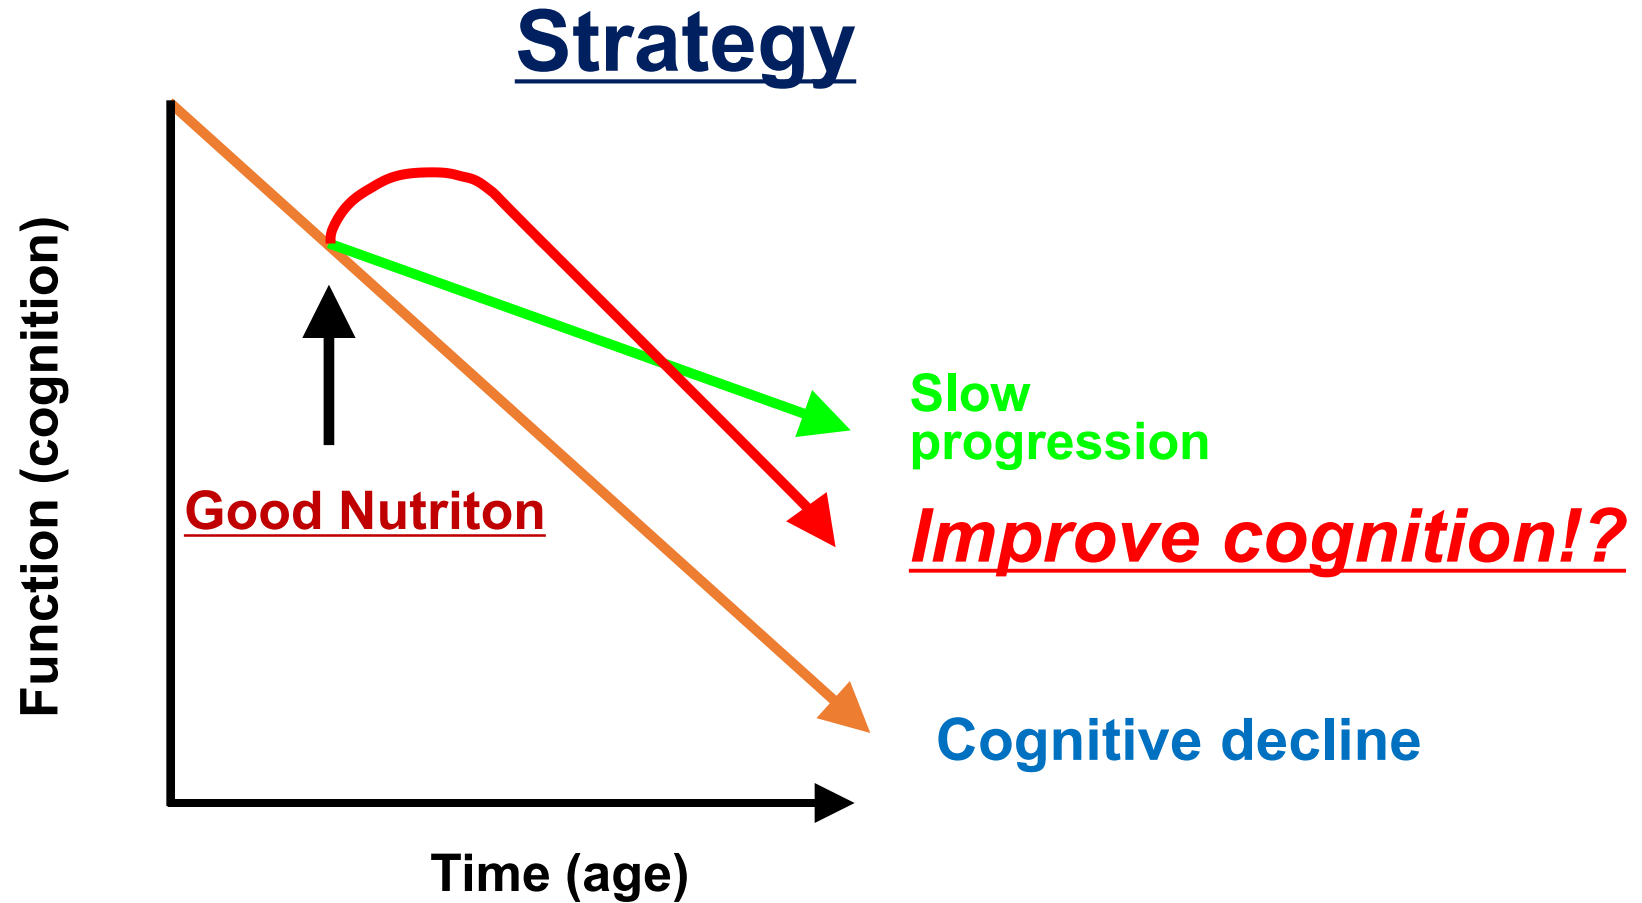 Strategy
Function (cognition)
Good Nutriton
Slow
progression
Improve cognition!?
Cognitive decline
Time (age)